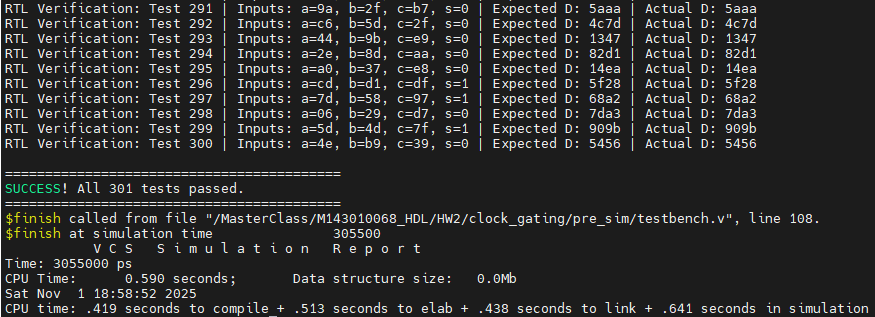 RTL Verification: Test 291 | Inputs: a=9a, b=2f, c=b7, s=0 | Expected D: 5aaa | Actual D: 5aaa
RTL Verification: Test 292 | Inputs: a=c6, b=5d, c=2f, s=0 | Expected D: 4c7d | Actual D: 4c7d
RTL Verification: Test 293 | Inputs: a=44, b=9b, c=e9, s=0 | Expected D: 1347 | Actual D: 1347
RTL Verification: Test 294 | Inputs: a=2e, b=8d, c=aa, s=0 | Expected D: 82d1 | Actual D: 82d1
RTL Verification: Test 295 | Inputs: a=a0, b=37, c=e8, s=0 | Expected D: 14ea | Actual D: 14ea
RTL Verification: Test 296 | Inputs: a=cd, b=d1, c=df, s=1 | Expected D: 5f28 | Actual D: 5f28
RTL Verification: Test 297 | Inputs: a=7d, b=58, c=97, s=1 | Expected D: 68a2 | Actual D: 68a2
RTL Verification: Test 298 | Inputs: a=06, b=29, c=d7, s=0 | Expected D: 7da3 | Actual D: 7da3
RTL Verification: Test 299 | Inputs: a=5d, b=4d, c=7f, s=1 | Expected D: 909b | Actual D: 909b
RTL Verification: Test 300 | Inputs: a=4e, b=b9, c=39, s=0 | Expected D: 5456 | Actual D: 5456
==========================================
SUCCESS! All 301 tests passed.
==========================================
$finish called from file "/MasterClass/M143010068_HDL/HW2/clock_gating/pre_sim/testbench.v", line 108.
$finish at simulation time 305500
V C S S i m u l a t i o n R e p o r t
Time: 3055000 ps
CPU Time: 0.590 seconds; Data structure size: 0.0Mb
Sat Nov 1 18:58:52 2025
CPU time: .419 seconds to compile + .513 seconds to elab + .438 seconds to link + .641 seconds in simulation